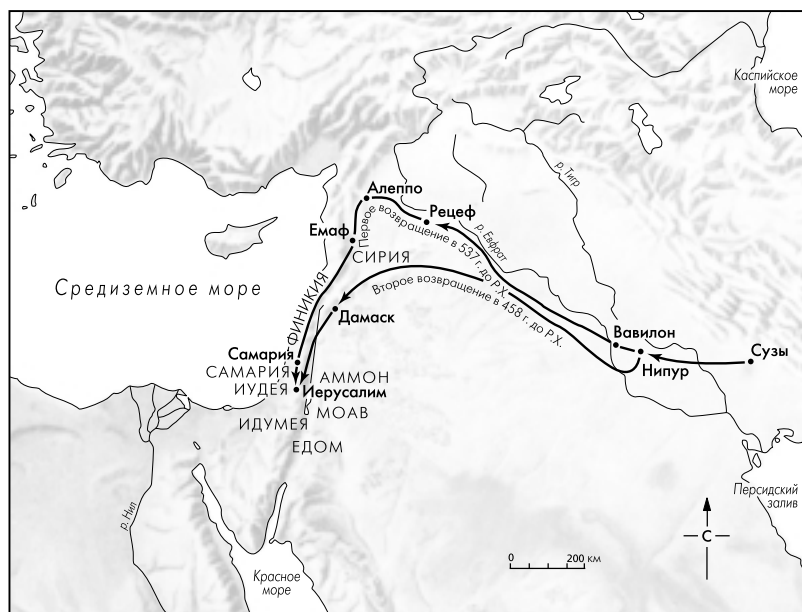 Каспийское
море
р. Тигр
Алеппо
Рецеф
р. Евфрат
Емаф
Первое возвращение в 537 г. до Р.Х.
СИРИЯ
Второе возвращение в 458 г. до Р.Х.
Средиземное море
ФИНИКИЯ
Дамаск
Вавилон
Сузы
Нипур
Самария
САМАРИЯ
АММОН
ИУДЕЯ
Иерусалим
МОАВ
ИДУМЕЯ
ЕДОМ
Персидский
залив
р. Нил
С
0 200 км
Красное
море